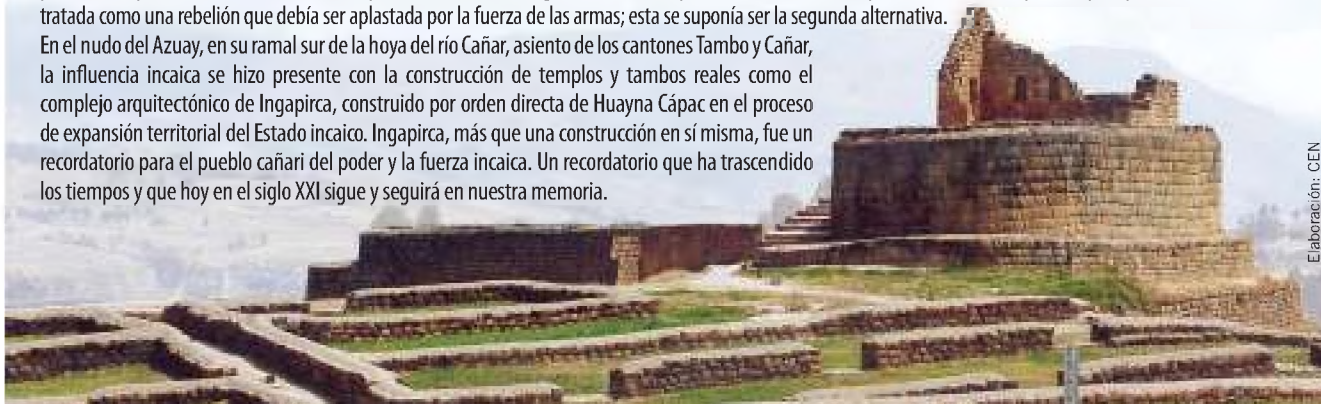 tratada como una rebelión que debía ser aplastada por la fuerza de las armas; esta se suponía ser la segunda alternativa.
En el nudo del Azuay, en su ramal sur de la hoya del río Cañar, asiento de los cantones Tambo y Cañar,
la influencia incaica se hizo presente con la construcción de templos y tambos reales como el
complejo arquitectónico de Ingapirca, construido por orden directa de Huayna Cápac en el proceso
de expansión territorial del Estado incaico. Ingapirca, más que una construcción en sí misma, fue un
recordatorio para el pueblo cañari del poder y la fuerza incaica. Un recordatorio que ha trascendido
los tiempos y que hoy en el siglo XXI sigue y seguirá en nuestra memoria.
Elaboración: CEN